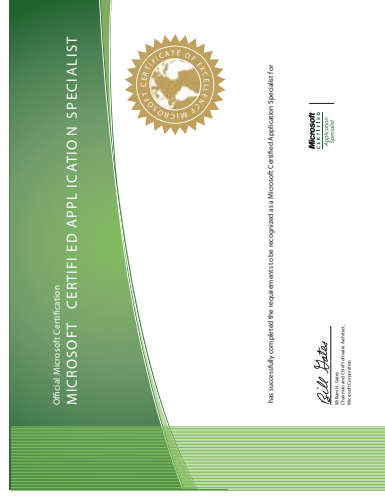 Official Microsoft Certification
MICROSOFT CERTIFIED APPLICATION SPECIALIST
MICROSOFT CERTIFICATE OF EXCELLENCE
has successfully completed the requirements to be recognized as a Microsoft Certified Application Specialist for
Bill Gates
William H. Gates
Chairman and Chief Software Architect,
Microsoft Corporation
Microsoft
CERTIFIED
Application
Specialist